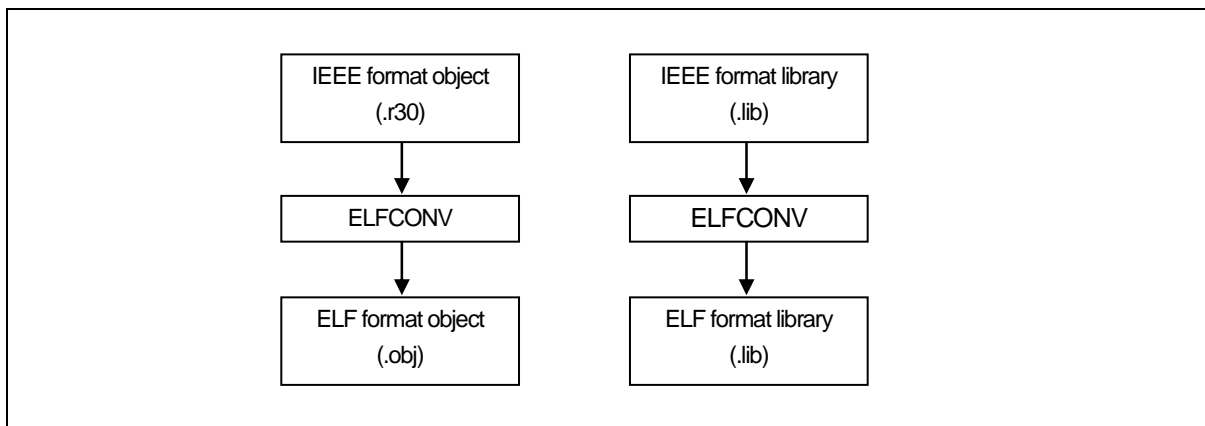 IEEE format object
(.r30)
ELFCONV
ELF format object
(.obj)
IEEE format library
(.lib)
ELFCONV
ELF format library
(.lib)